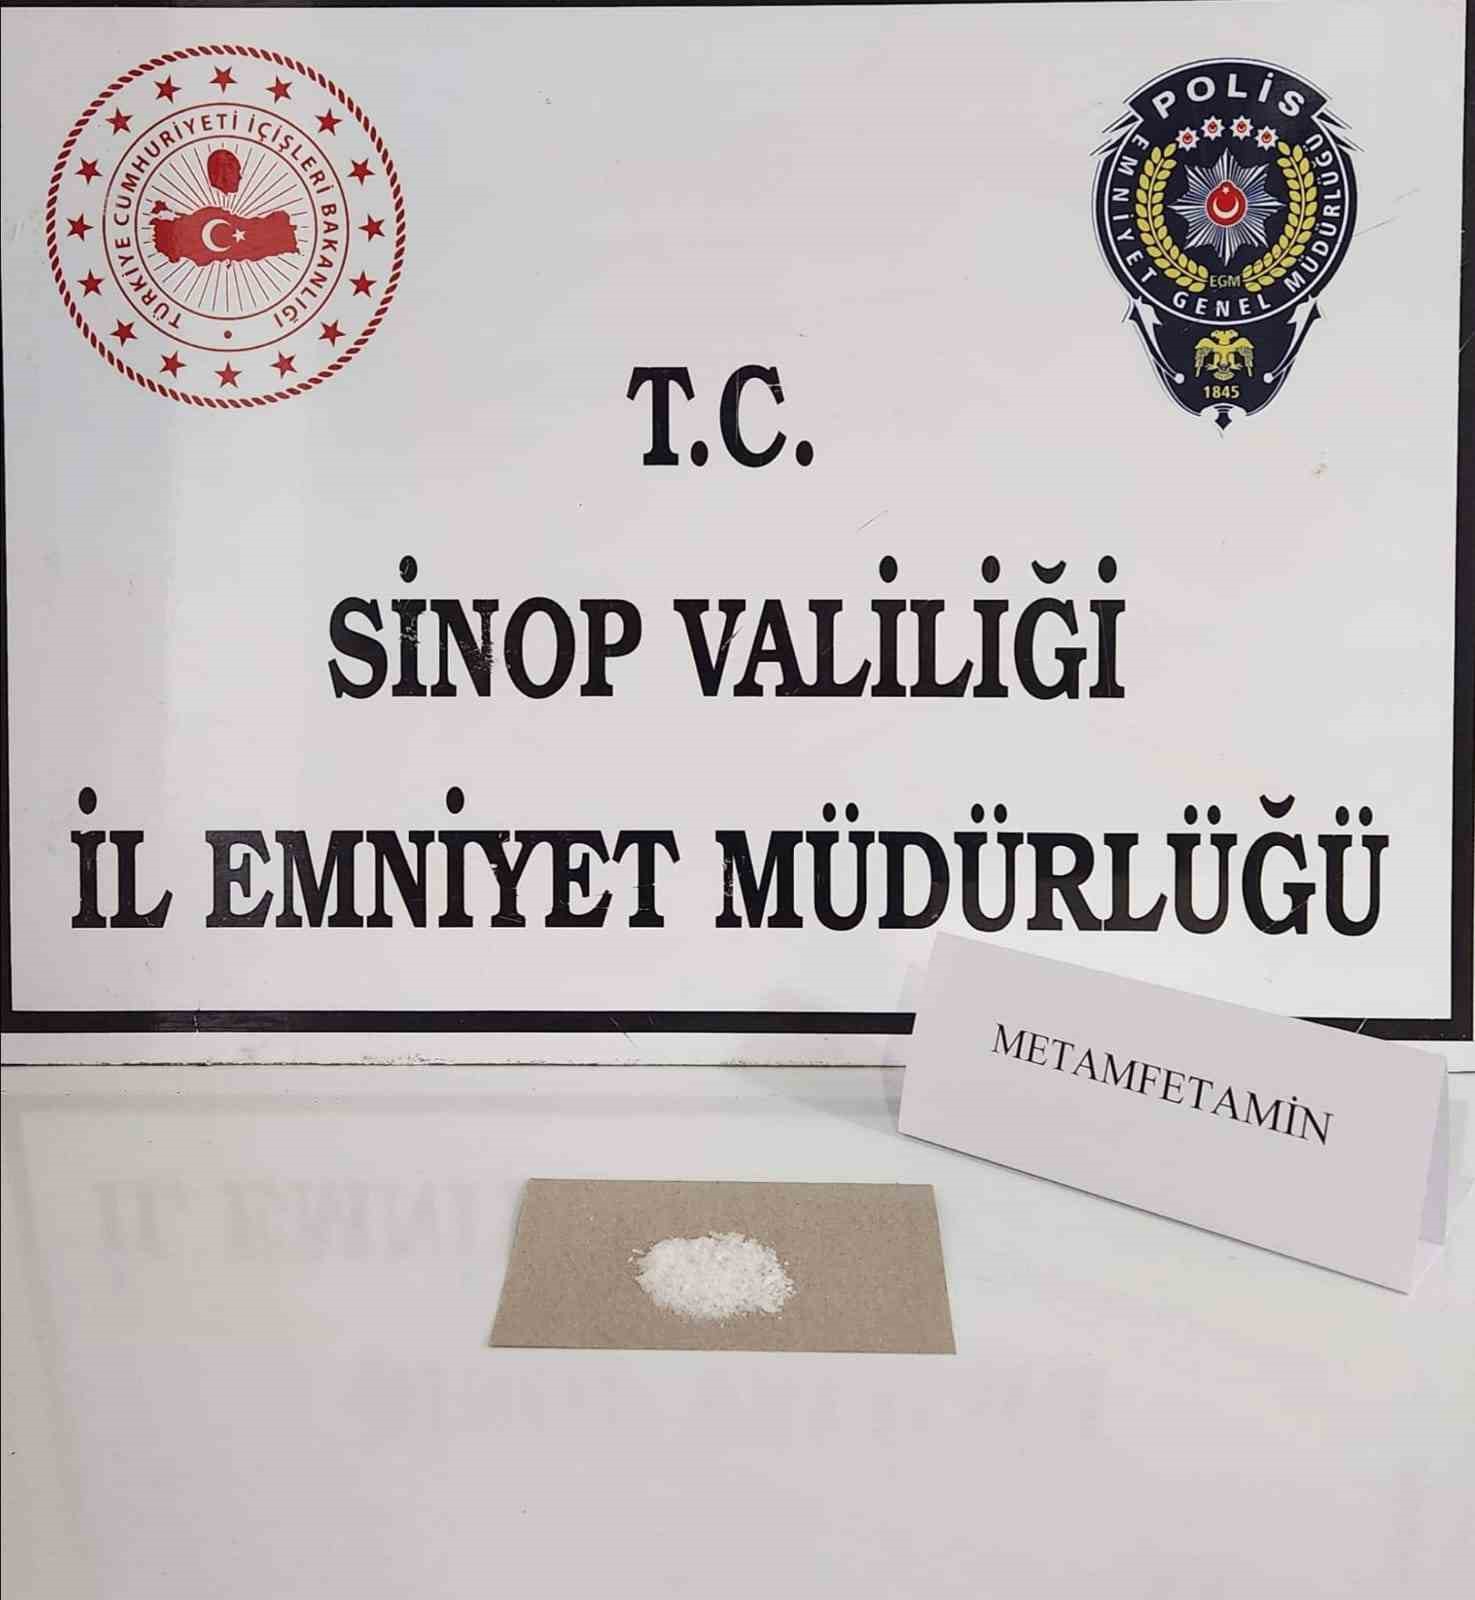 TÜRKİYE CUMHURİYETİ İÇİŞLERİ BAKANLIĞI
POLİS
EMNİYET GENEL MÜDÜRLÜĞÜ
EGM
1845
T.C.
SİNOP VALİLİĞİ
İL EMNİYET MÜDÜRLÜĞÜ
METAMFETAMİN